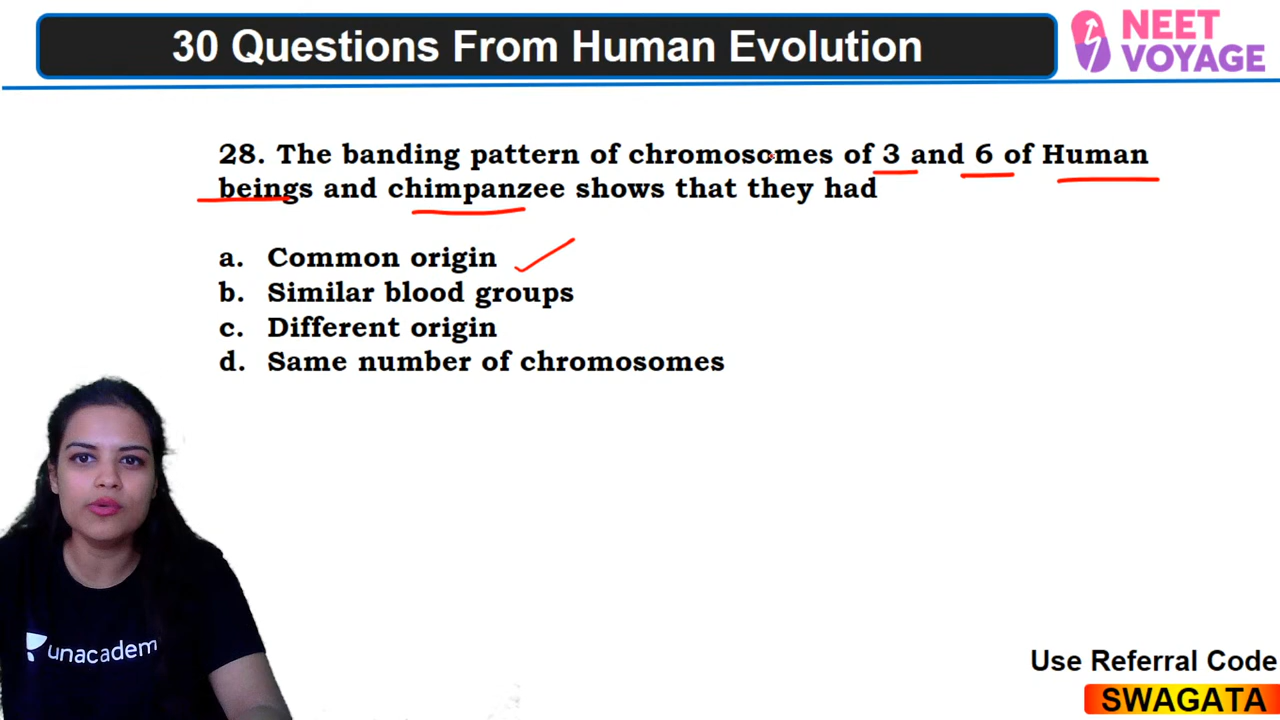 30 Questions From Human Evolution
NEET
VOYAGE
28. The banding pattern of chromosomes of 3 and 6 of Human
beings and chimpanzee shows that they had
a. Common origin
b. Similar blood groups
c. Different origin
d. Same number of chromosomes
unacadem
Use Referral Code
SWAGATA